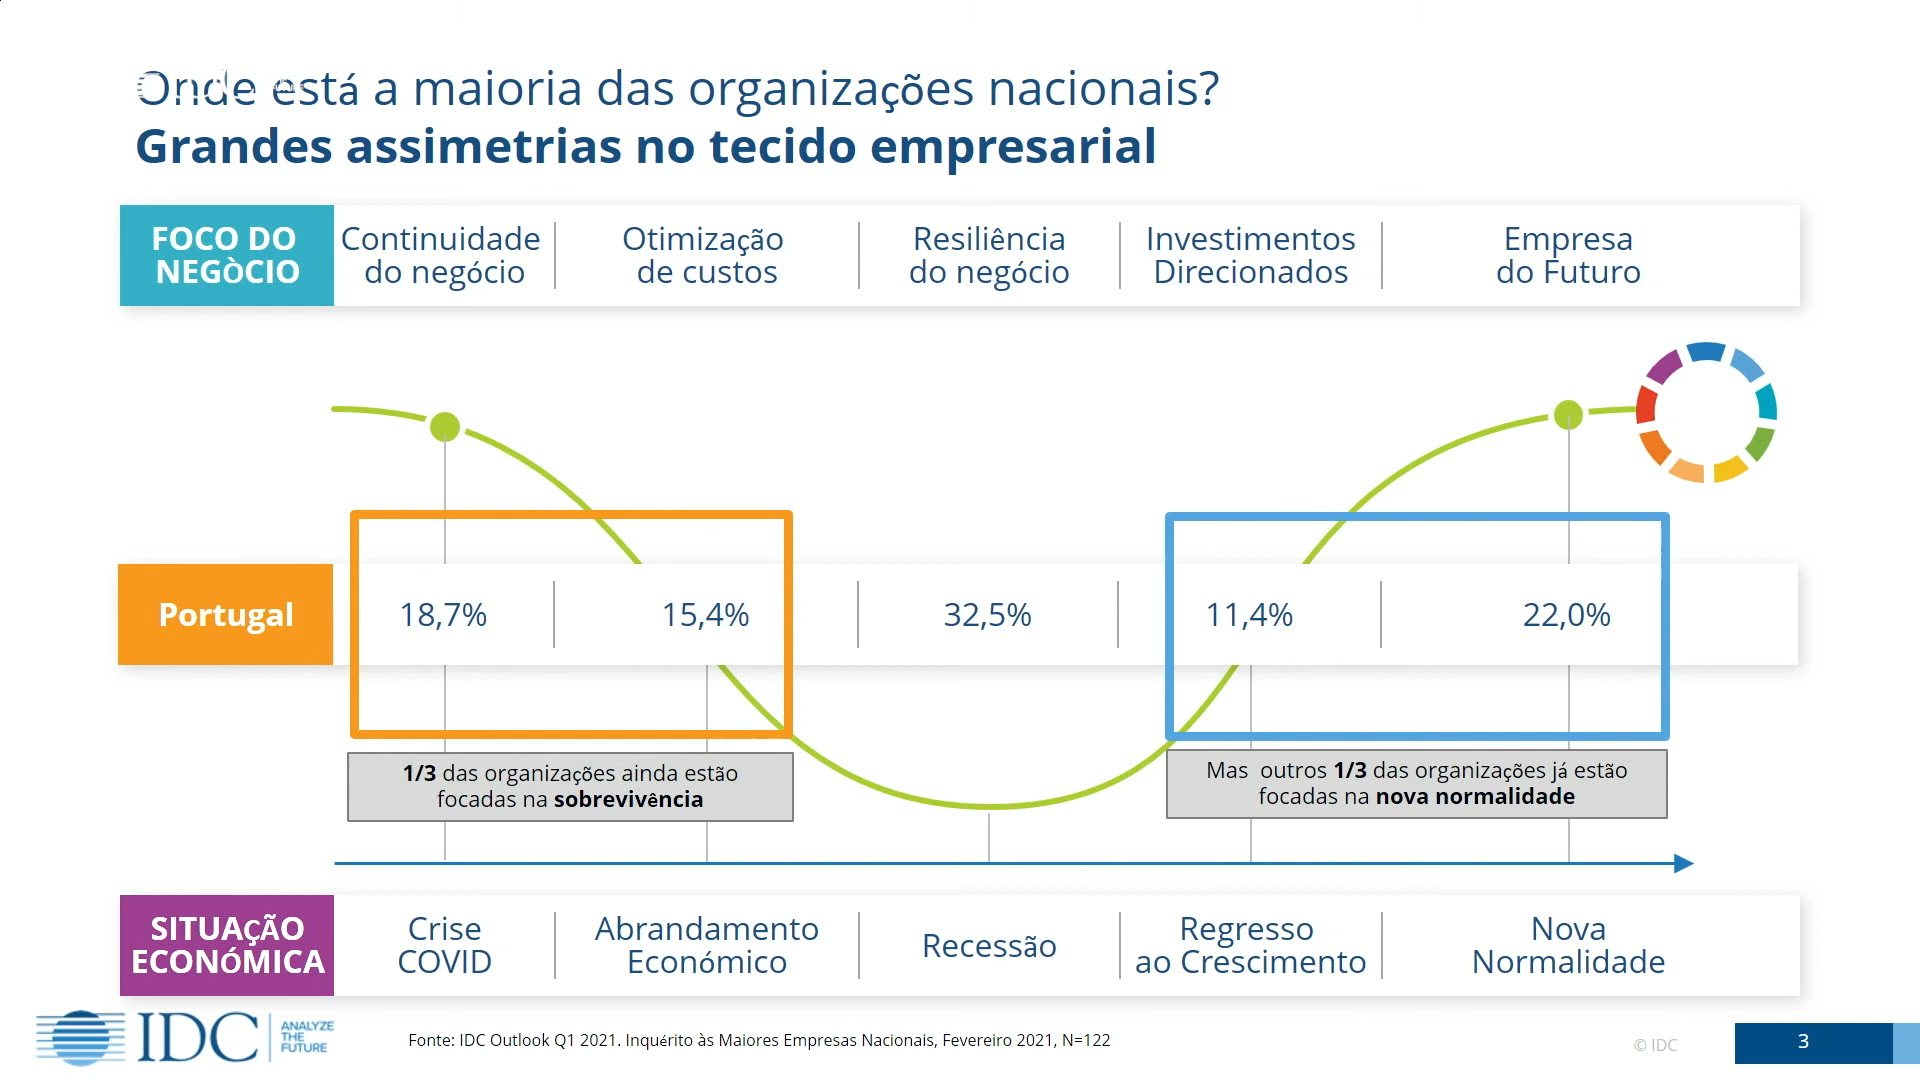 Onde está a maioria das organizações nacionais?
Grandes assimetrias no tecido empresarial
FOCO DO
NEGÒCIO
Continuidade
do negócio
Otimização
de custos
Resiliência
do negócio
Investimentos
Direcionados
Empresa
do Futuro
Portugal
18,7%
15,4%
32,5%
11,4%
22,0%
1/3 das organizações ainda estão
focadas na sobrevivência
Mas outros 1/3 das organizações já estão
focadas na nova normalidade
SITUAÇÃO
ECONÓMICA
Crise
COVID
Abrandamento
Económico
Recessão
Regresso
ao Crescimento
Nova
Normalidade
IDC
ANALYZE
THE
FUTURE
Fonte: IDC Outlook Q1 2021. Inquérito às Maiores Empresas Nacionais, Fevereiro 2021, N=122
© IDC
3